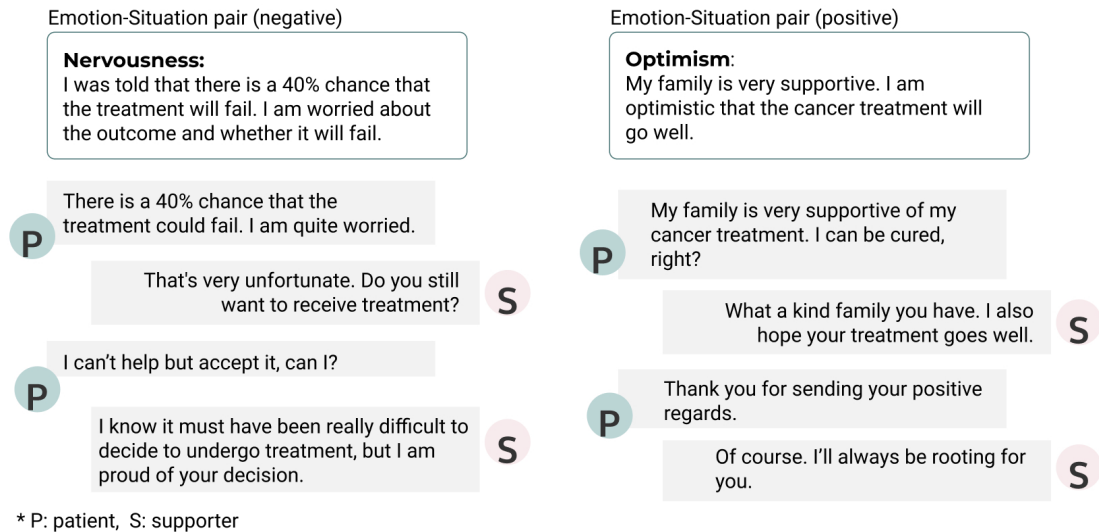 Emotion-Situation pair (negative)
Nervousness:
I was told that there is a 40% chance that
the treatment will fail. I am worried about
the outcome and whether it will fail.
There is a 40% chance that the
treatment could fail. I am quite worried.
P
That's very unfortunate. Do you still
want to receive treatment?
S
I can’t help but accept it, can I?
P
I know it must have been really difficult to
decide to undergo treatment, but I am
proud of your decision.
S
* P: patient, S: supporter
Emotion-Situation pair (positive)
Optimism:
My family is very supportive. I am
optimistic that the cancer treatment will
go well.
My family is very supportive of my
cancer treatment. I can be cured,
right?
P
What a kind family you have. I also
hope your treatment goes well.
S
Thank you for sending your positive
regards.
P
Of course. I’ll always be rooting for
you.
S